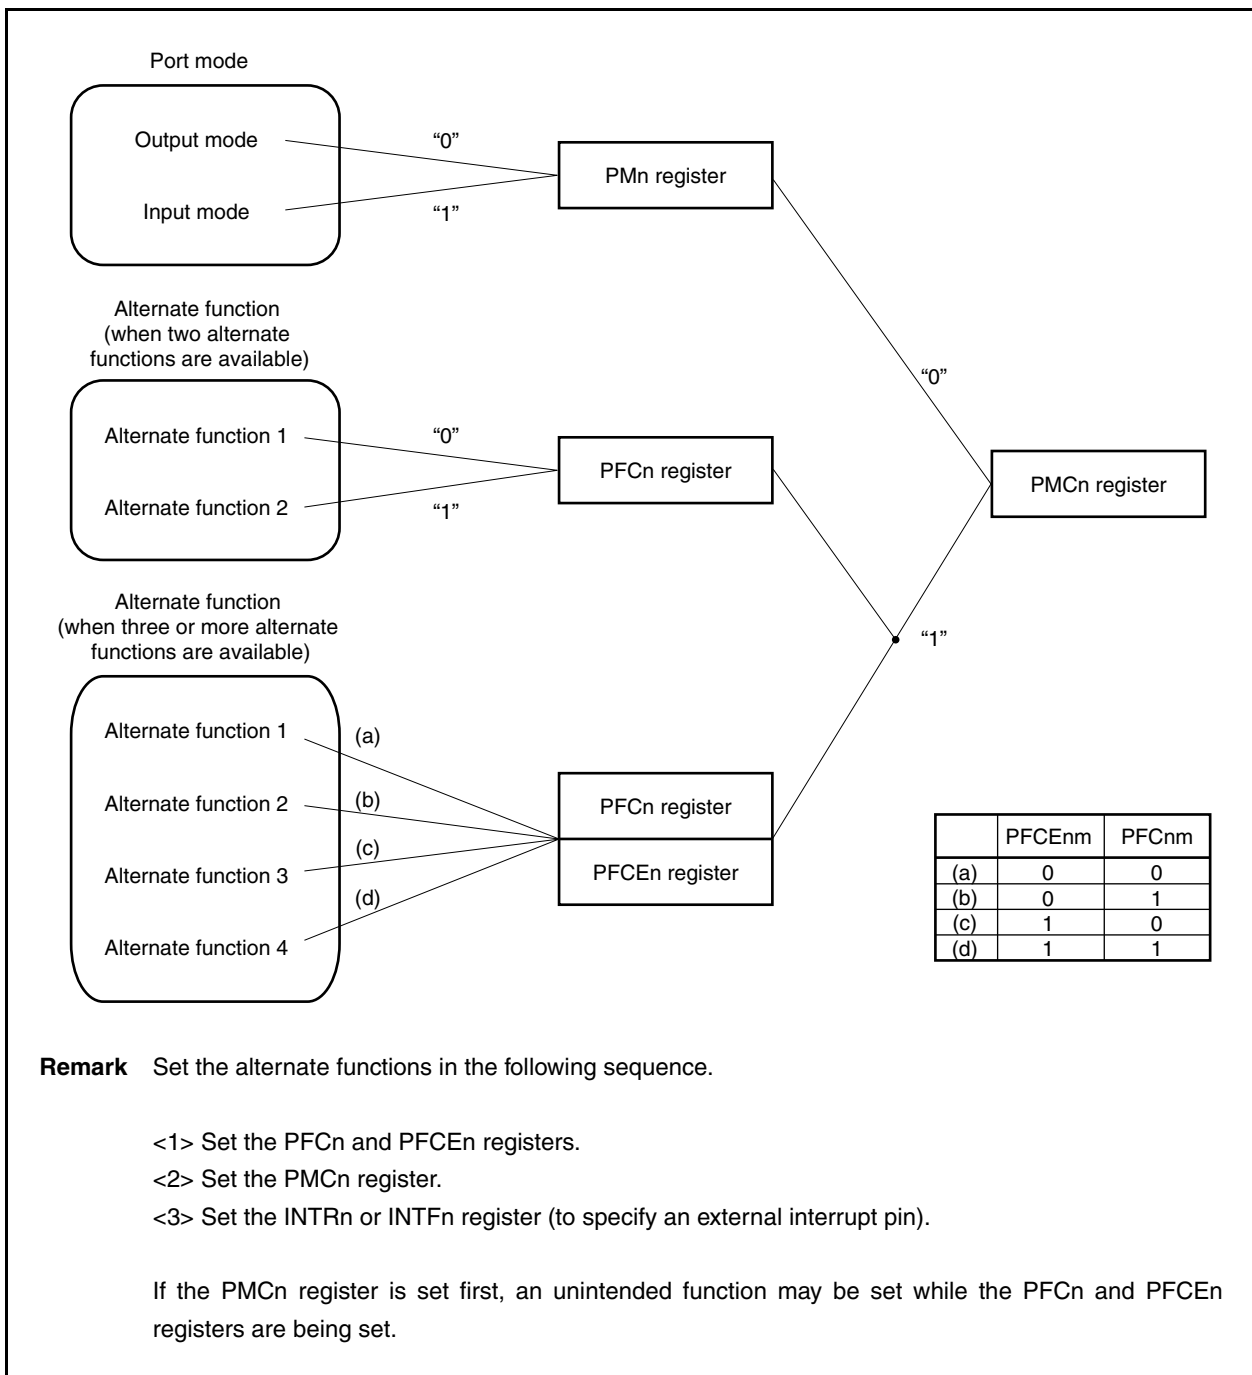 Port mode
Output mode
“0”
PMn register
Input mode
“1”
Alternate function
(when two alternate
functions are available)
“0”
Alternate function 1
“0”
PFCn register
PMCn register
Alternate function 2
“1”
Alternate function
(when three or more alternate
functions are available)
“1”
Alternate function 1
(a)
Alternate function 2
(b)
PFCn register
(c)
Alternate function 3
PFCEn register
(d)
Alternate function 4
PFCEnm PFCnm
(a) 0 0
(b) 0 1
(c) 1 0
(d) 1 1
Remark Set the alternate functions in the following sequence.
<1> Set the PFCn and PFCEn registers.
<2> Set the PMCn register.
<3> Set the INTRn or INTFn register (to specify an external interrupt pin).
If the PMCn register is set first, an unintended function may be set while the PFCn and PFCEn
registers are being set.